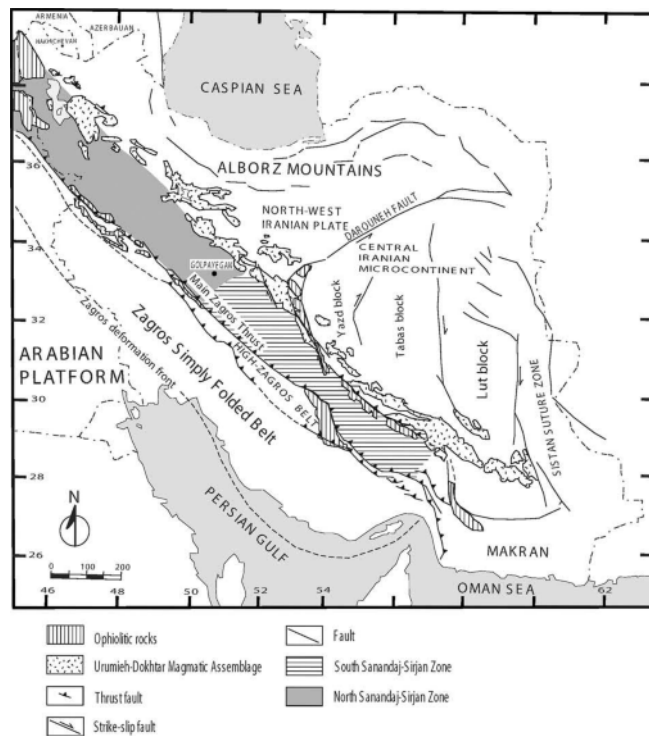 ARMENIA
AZERBAIJAN
NAKHCHEVAN
CASPIAN SEA
36
ALBORZ MOUNTAINS
NORTH-WEST
IRANIAN PLATE
DAROUNEH FAULT
34
GOLPAYEGAN
CENTRAL
IRANIAN
MICROCONTINENT
Main Zagros Thrust
Yazd block
Tabas block
Lut block
32
HIGH-ZAGROS BELT
Zagros Simply Folded Belt
Zagros deformation front
ARABIAN
PLATFORM
SISTAN SUTURE ZONE
30
28
PERSIAN GULF
N
MAKRAN
26
0 100 200
OMAN SEA
46 48 50 52 54 56 58 60 62
Ophiolitic rocks
Fault
Urumieh-Dokhtar Magmatic Assemblage
South Sanandaj-Sirjan Zone
Thrust fault
North Sanandaj-Sirjan Zone
Strike-slip fault